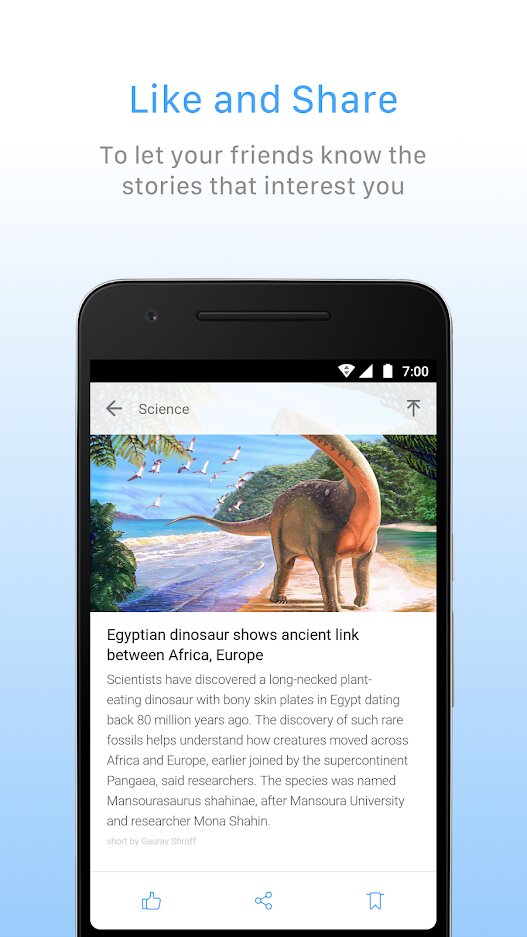 Like and Share
To let your friends know the
stories that interest you
7:00
Science
Egyptian dinosaur shows ancient link
between Africa, Europe
Scientists have discovered a long-necked plant-
eating dinosaur with bony skin plates in Egypt dating
back 80 million years ago. The discovery of such rare
fossils helps understand how creatures moved across
Africa and Europe, earlier joined by the supercontinent
Pangaea, said researchers. The species was named
Mansourasaurus shahinae, after Mansoura University
and researcher Mona Shahin.
short by Gaurav Shroff